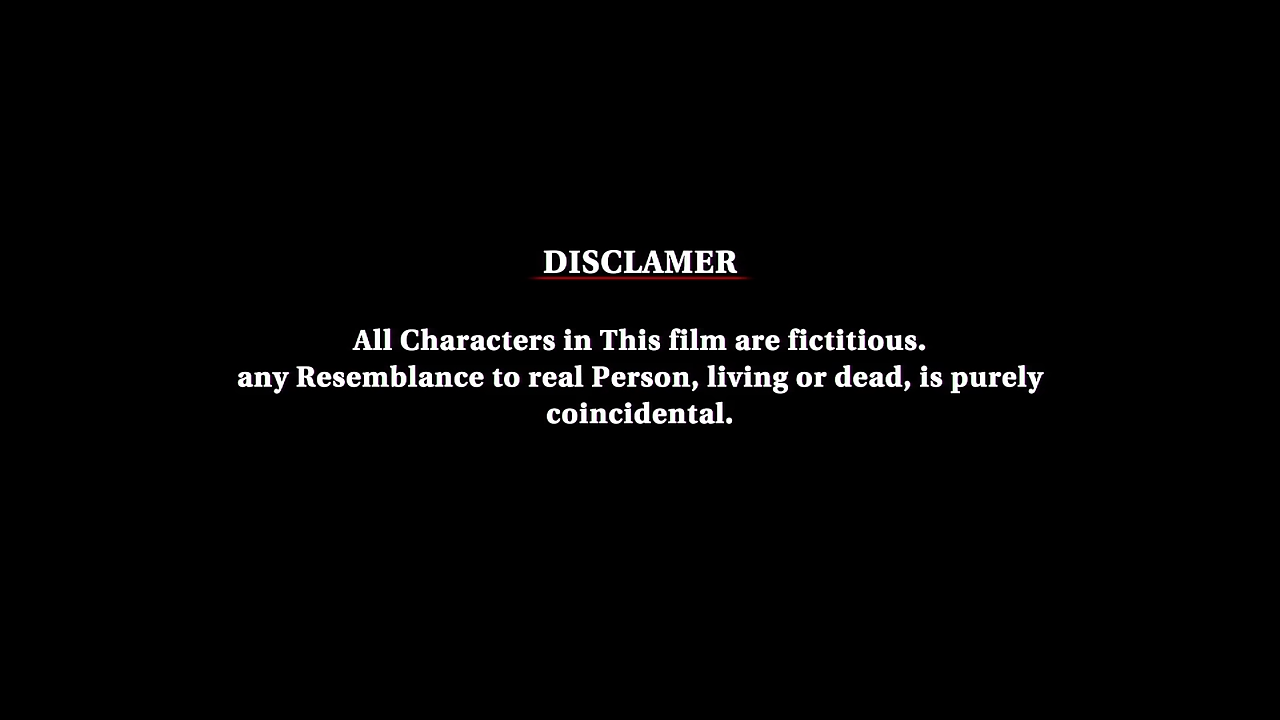 DISCLAMER
All Characters in This film are fictitious.
any Resemblance to real Person, living or dead, is purely
coincidental.